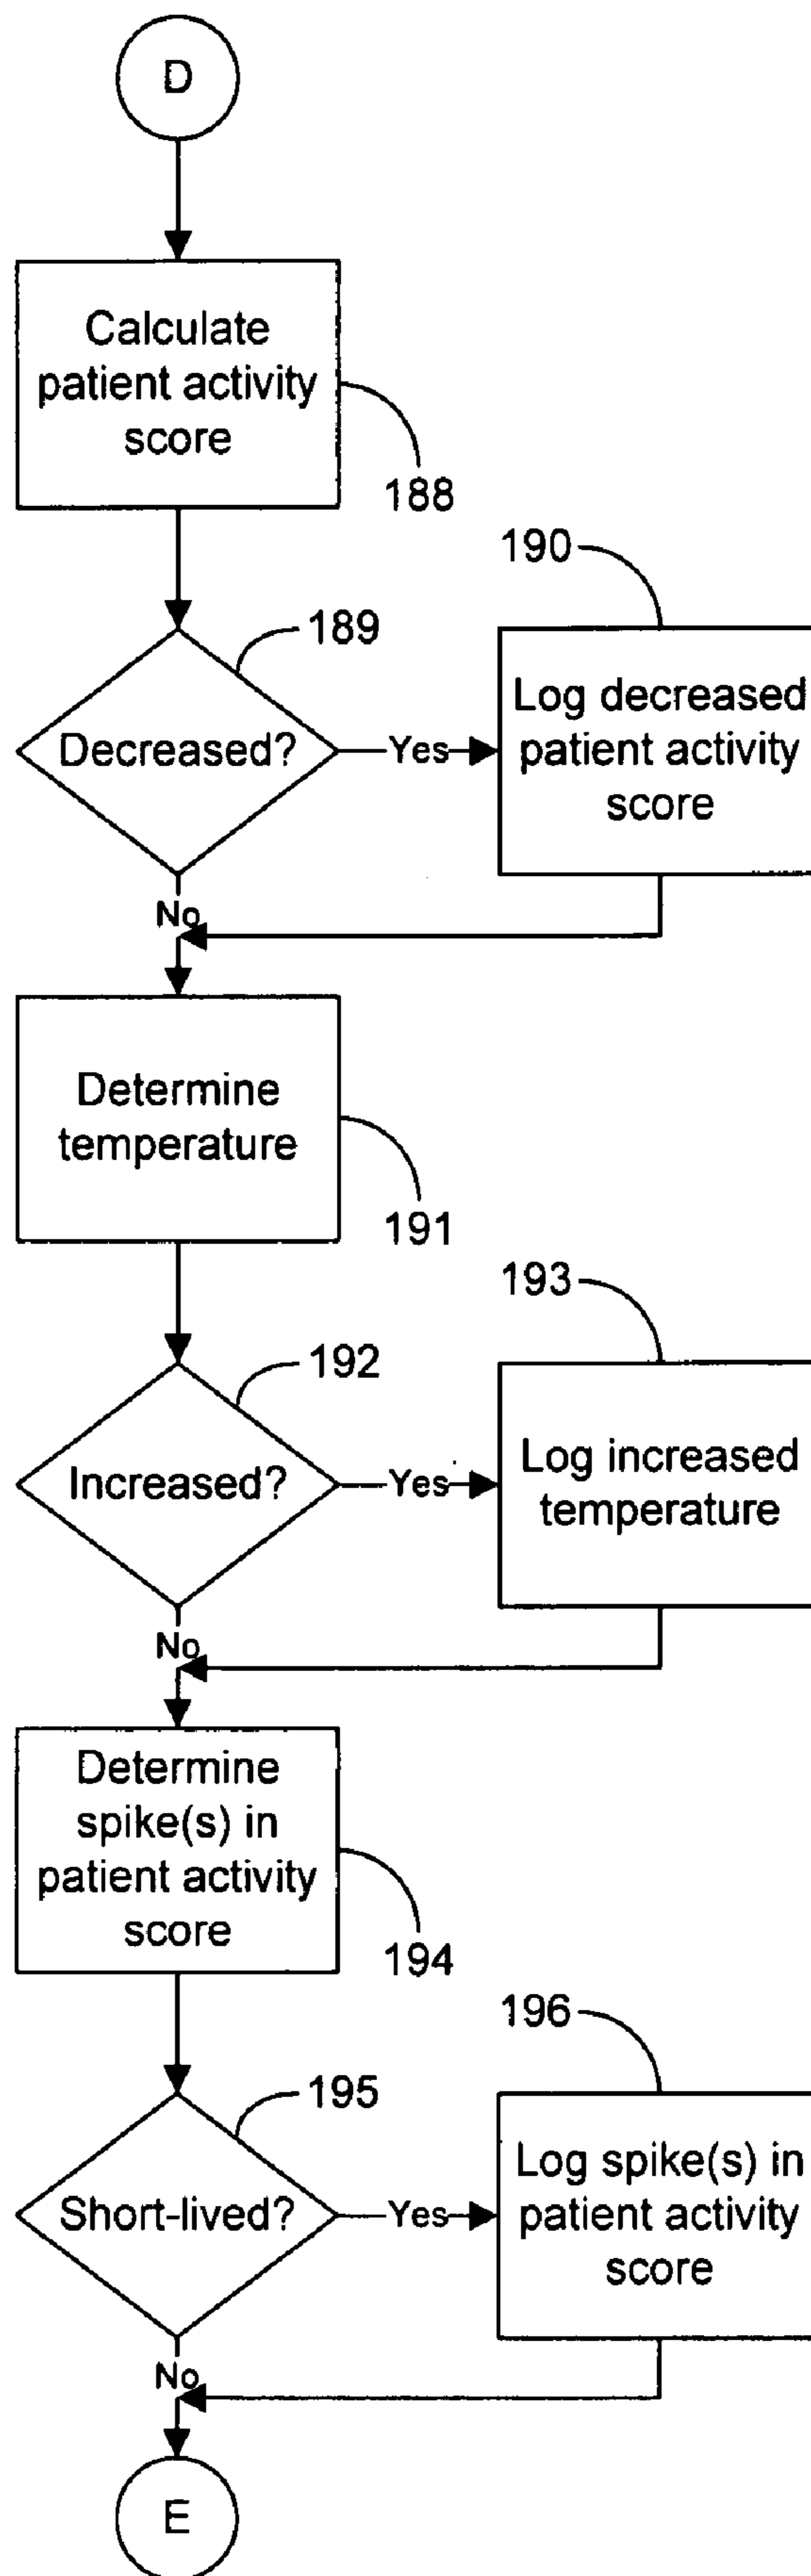 D
Calculate
patient activity
score
188
189
190
Decreased?
Yes
Log decreased
patient activity
score
No
Determine
temperature
191
192
193
Increased?
Yes
Log increased
temperature
No
Determine
spike(s) in
patient activity
score
194
195
196
Short-lived?
Yes
Log spike(s) in
patient activity
score
No
E